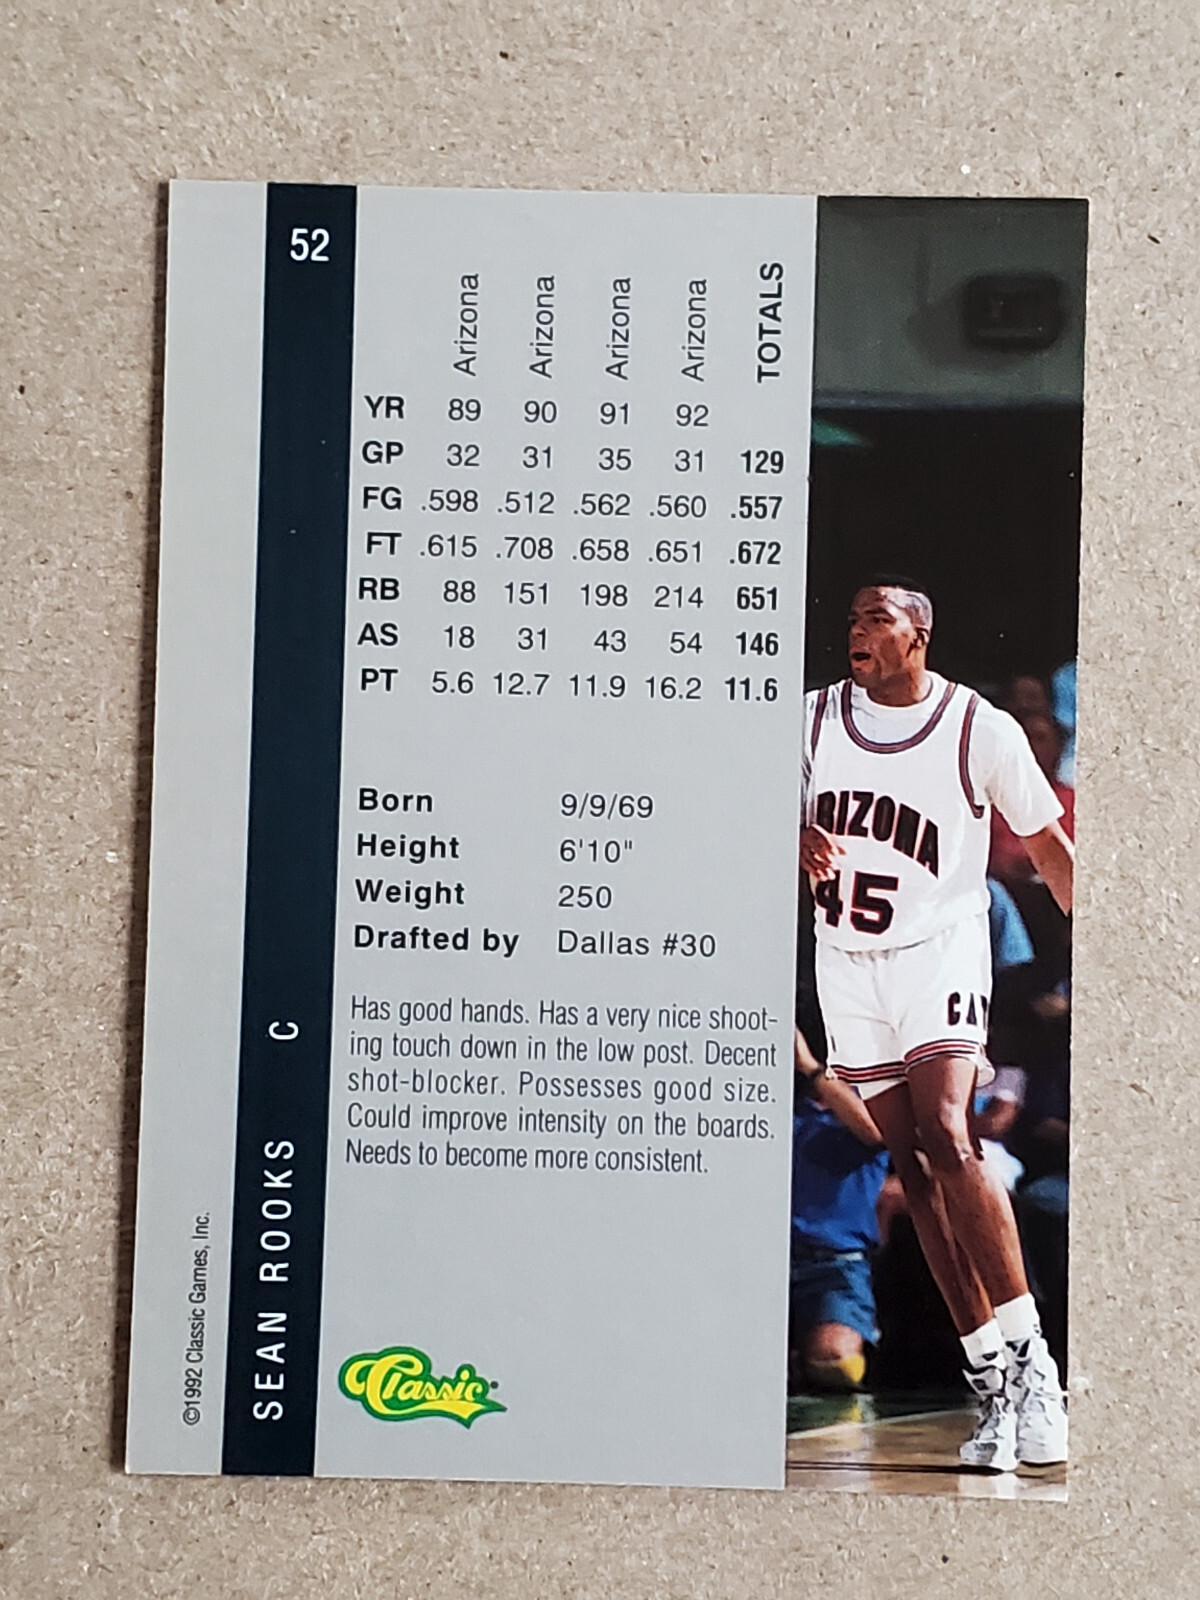 52
Arizona Arizona Arizona Arizona TOTALS
YR 89 90 91 92
GP 32 31 35 31 129
FG .598 .512 .562 .560 .557
FT .615 .708 .658 .651 .672
RB 88 151 198 214 651
AS 18 31 43 54 146
PT 5.6 12.7 11.9 16.2 11.6
Born 9/9/69
Height 6'10"
Weight 250
Drafted by Dallas #30
Has good hands. Has a very nice shoot-
ing touch down in the low post. Decent
shot-blocker. Possesses good size.
Could improve intensity on the boards.
Needs to become more consistent.
Classic
SEAN ROOKS C
©1992 Classic Games, Inc.
RIZONA
45
CA